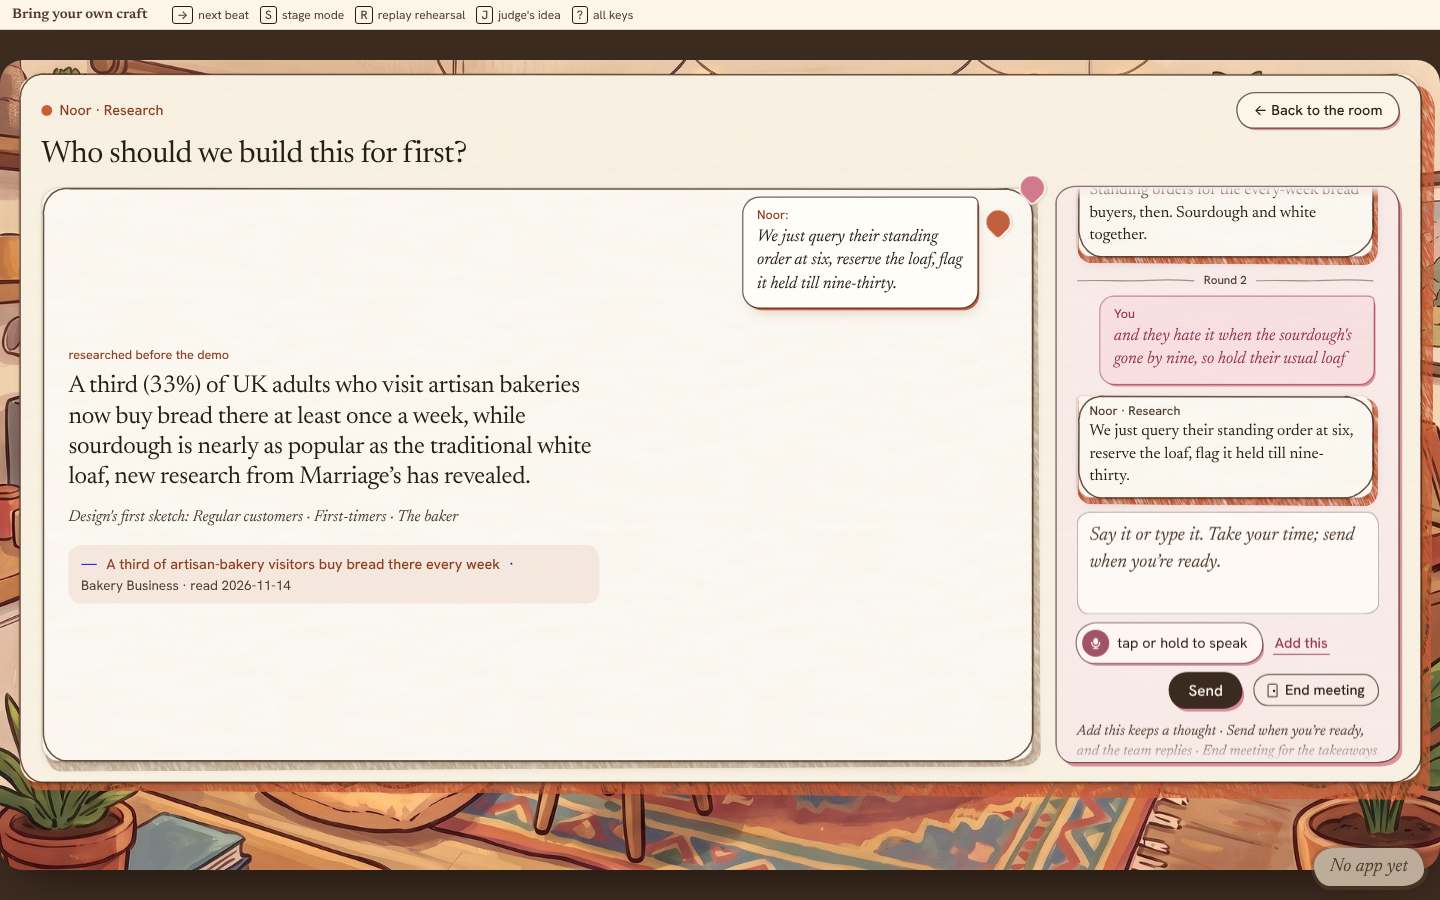 Bring your own craft → next beat S stage mode R replay rehearsal J judge's idea ? all keys
Noor · Research
← Back to the room
Who should we build this for first?
Noor:
We just query their standing
order at six, reserve the loaf, flag
it held till nine-thirty.
researched before the demo
A third (33%) of UK adults who visit artisan bakeries
now buy bread there at least once a week, while
sourdough is nearly as popular as the traditional white
loaf, new research from Marriage’s has revealed.
Design's first sketch: Regular customers · First-timers · The baker
— A third of artisan-bakery visitors buy bread there every week ·
Bakery Business · read 2026-11-14
Standing orders for the every-week bread
buyers, then. Sourdough and white
together.
Round 2
You
and they hate it when the sourdough's
gone by nine, so hold their usual loaf
Noor · Research
We just query their standing order at six,
reserve the loaf, flag it held till nine-
thirty.
Say it or type it. Take your time; send
when you’re ready.
tap or hold to speak Add this
Send End meeting
Add this keeps a thought · Send when you’re ready,
and the team replies · End meeting for the takeaways
No app yet